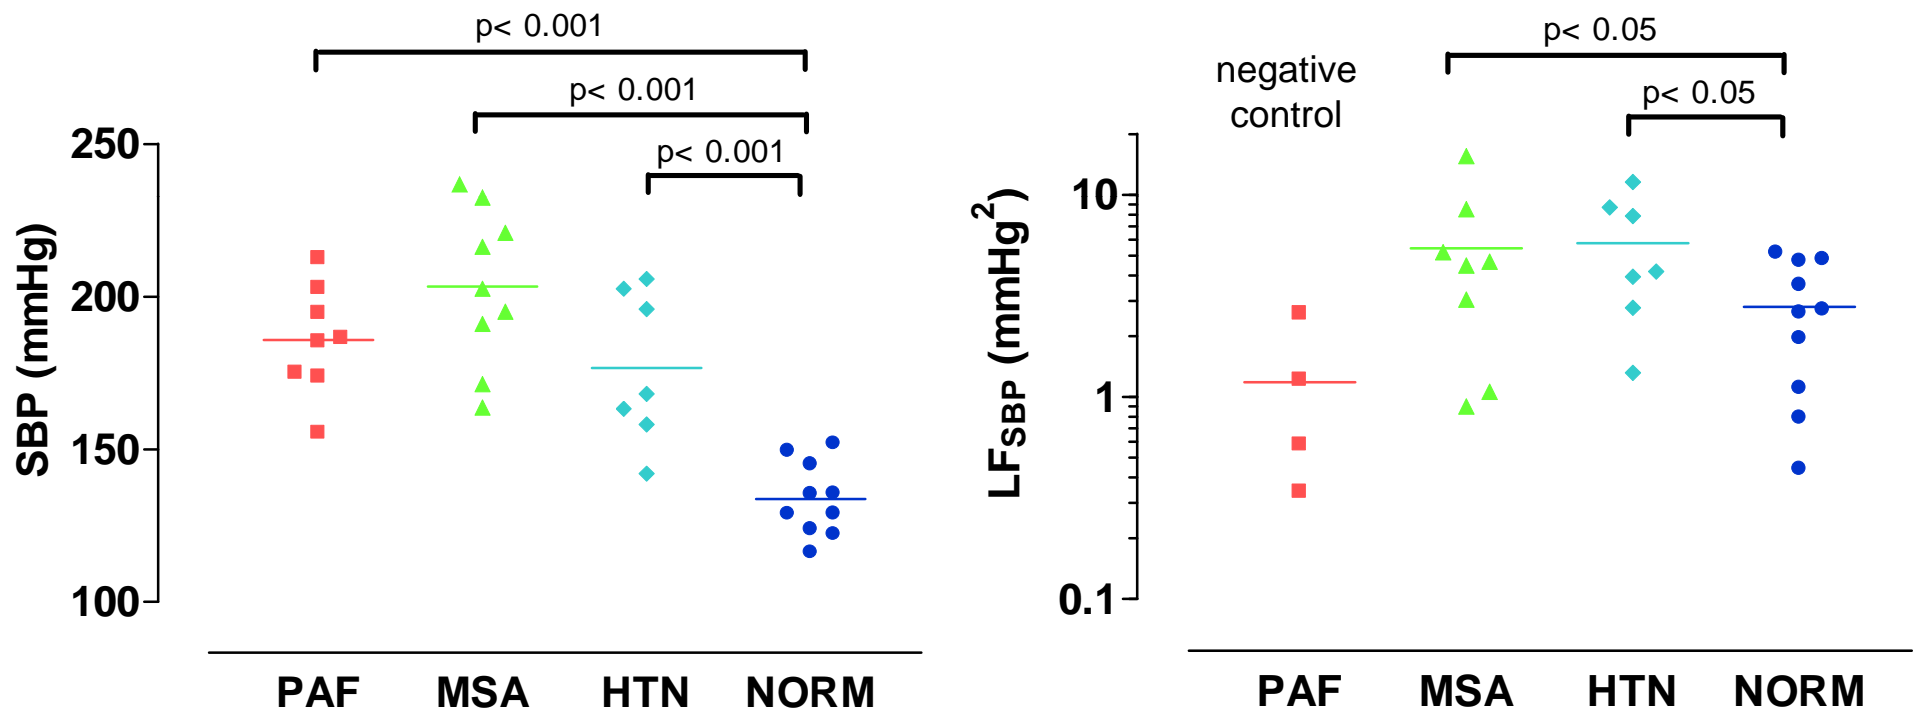 p< 0.001
p< 0.001
p< 0.001
250
200
150
100
SBP (mmHg)
PAF MSA HTN NORM
p< 0.05
negative
control
p< 0.05
10
1
0.1
LFSBP (mmHg²)
PAF MSA HTN NORM